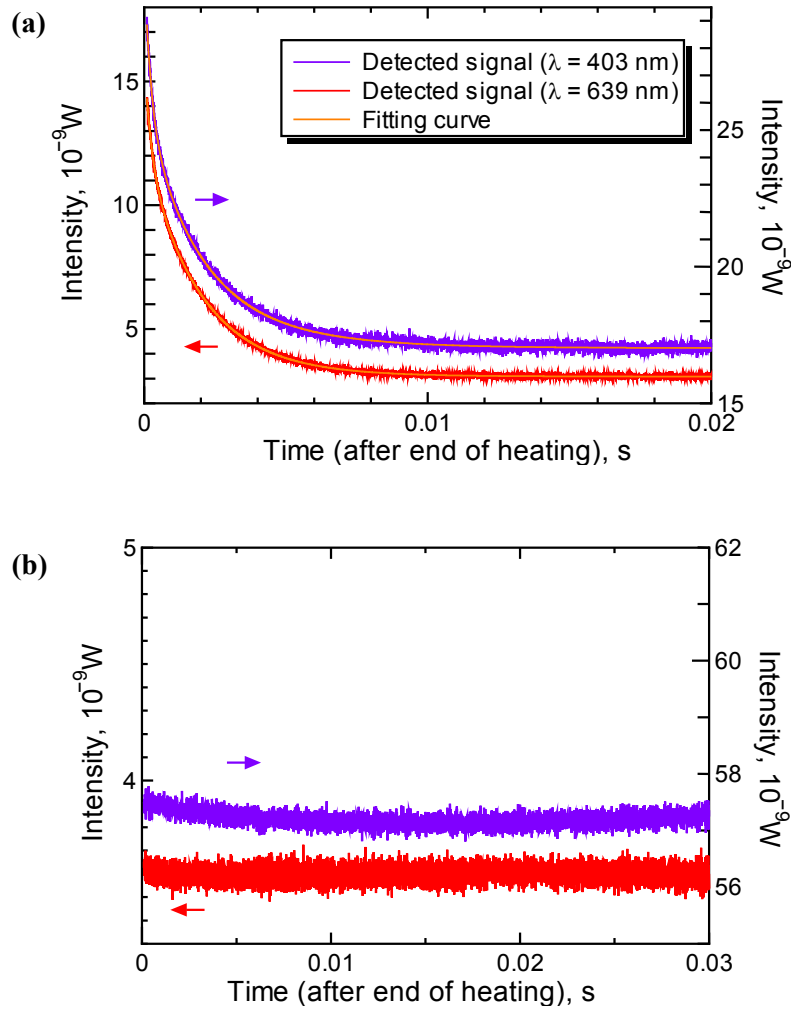 (a)
Detected signal (λ = 403 nm)
Detected signal (λ = 639 nm)
Fitting curve
Intensity, 10⁻⁹W
15
10
5
25
20
15
Intensity, 10⁻⁹W
0
0.01
0.02
Time (after end of heating), s
(b)
Intensity, 10⁻⁹W
5
4
62
60
58
56
Intensity, 10⁻⁹W
0
0.01
0.02
0.03
Time (after end of heating), s